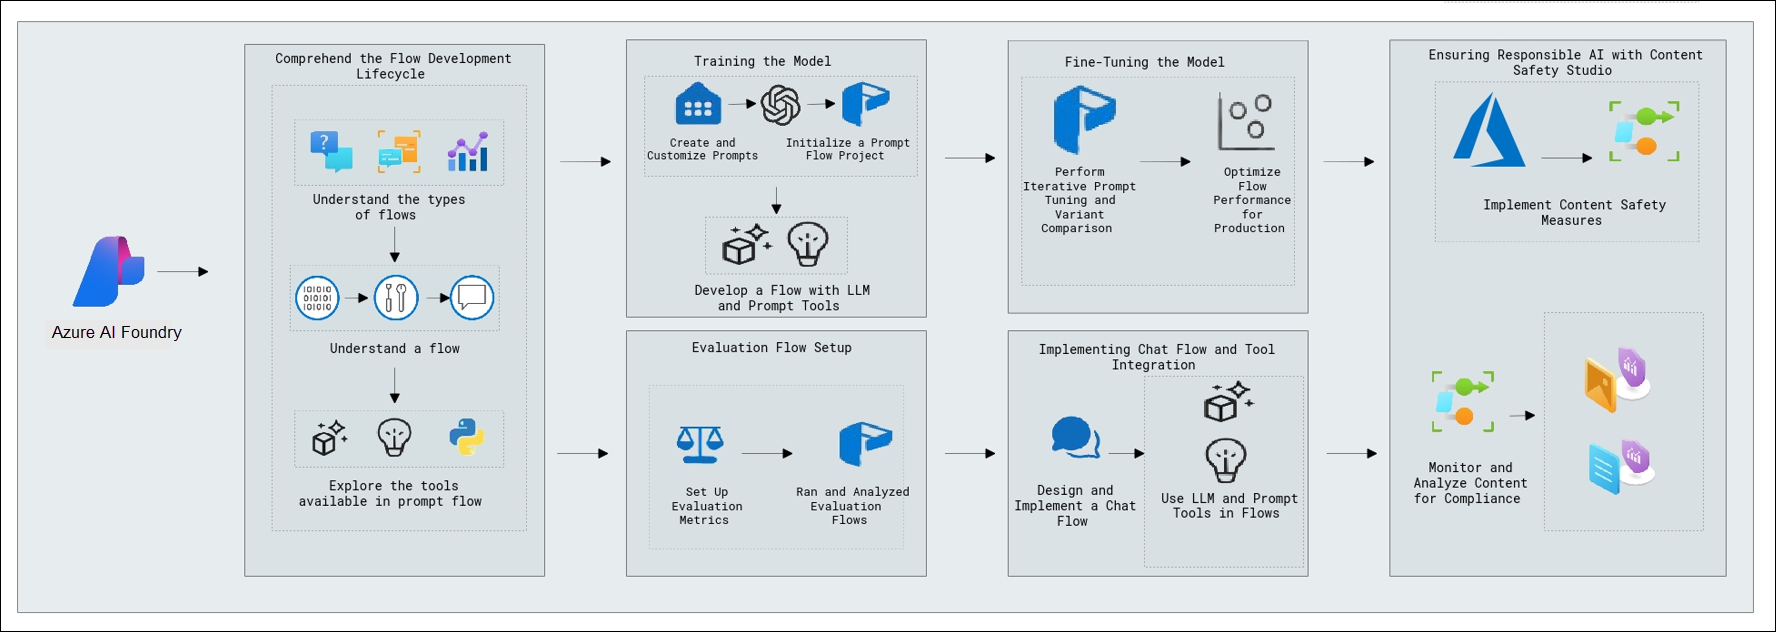 Azure AI Foundry
Comprehend the Flow Development
Lifecycle
?
Understand the types
of flows
010101
010101
010101
Understand a flow
Explore the tools
available in prompt flow
Training the Model
Create and
Customize Prompts
Initialize a Prompt
Flow Project
Develop a Flow with LLM
and Prompt Tools
Evaluation Flow Setup
Set Up
Evaluation
Metrics
Ran and Analyzed
Evaluation
Flows
Fine-Tuning the Model
Perform
Iterative Prompt
Tuning and
Variant
Comparison
Optimize
Flow
Performance
for
Production
Implementing Chat Flow and Tool
Integration
Design and
Implement a Chat
Flow
Use LLM and Prompt
Tools in Flows
Ensuring Responsible AI with Content
Safety Studio
Implement Content Safety
Measures
Monitor and
Analyze Content
for Compliance